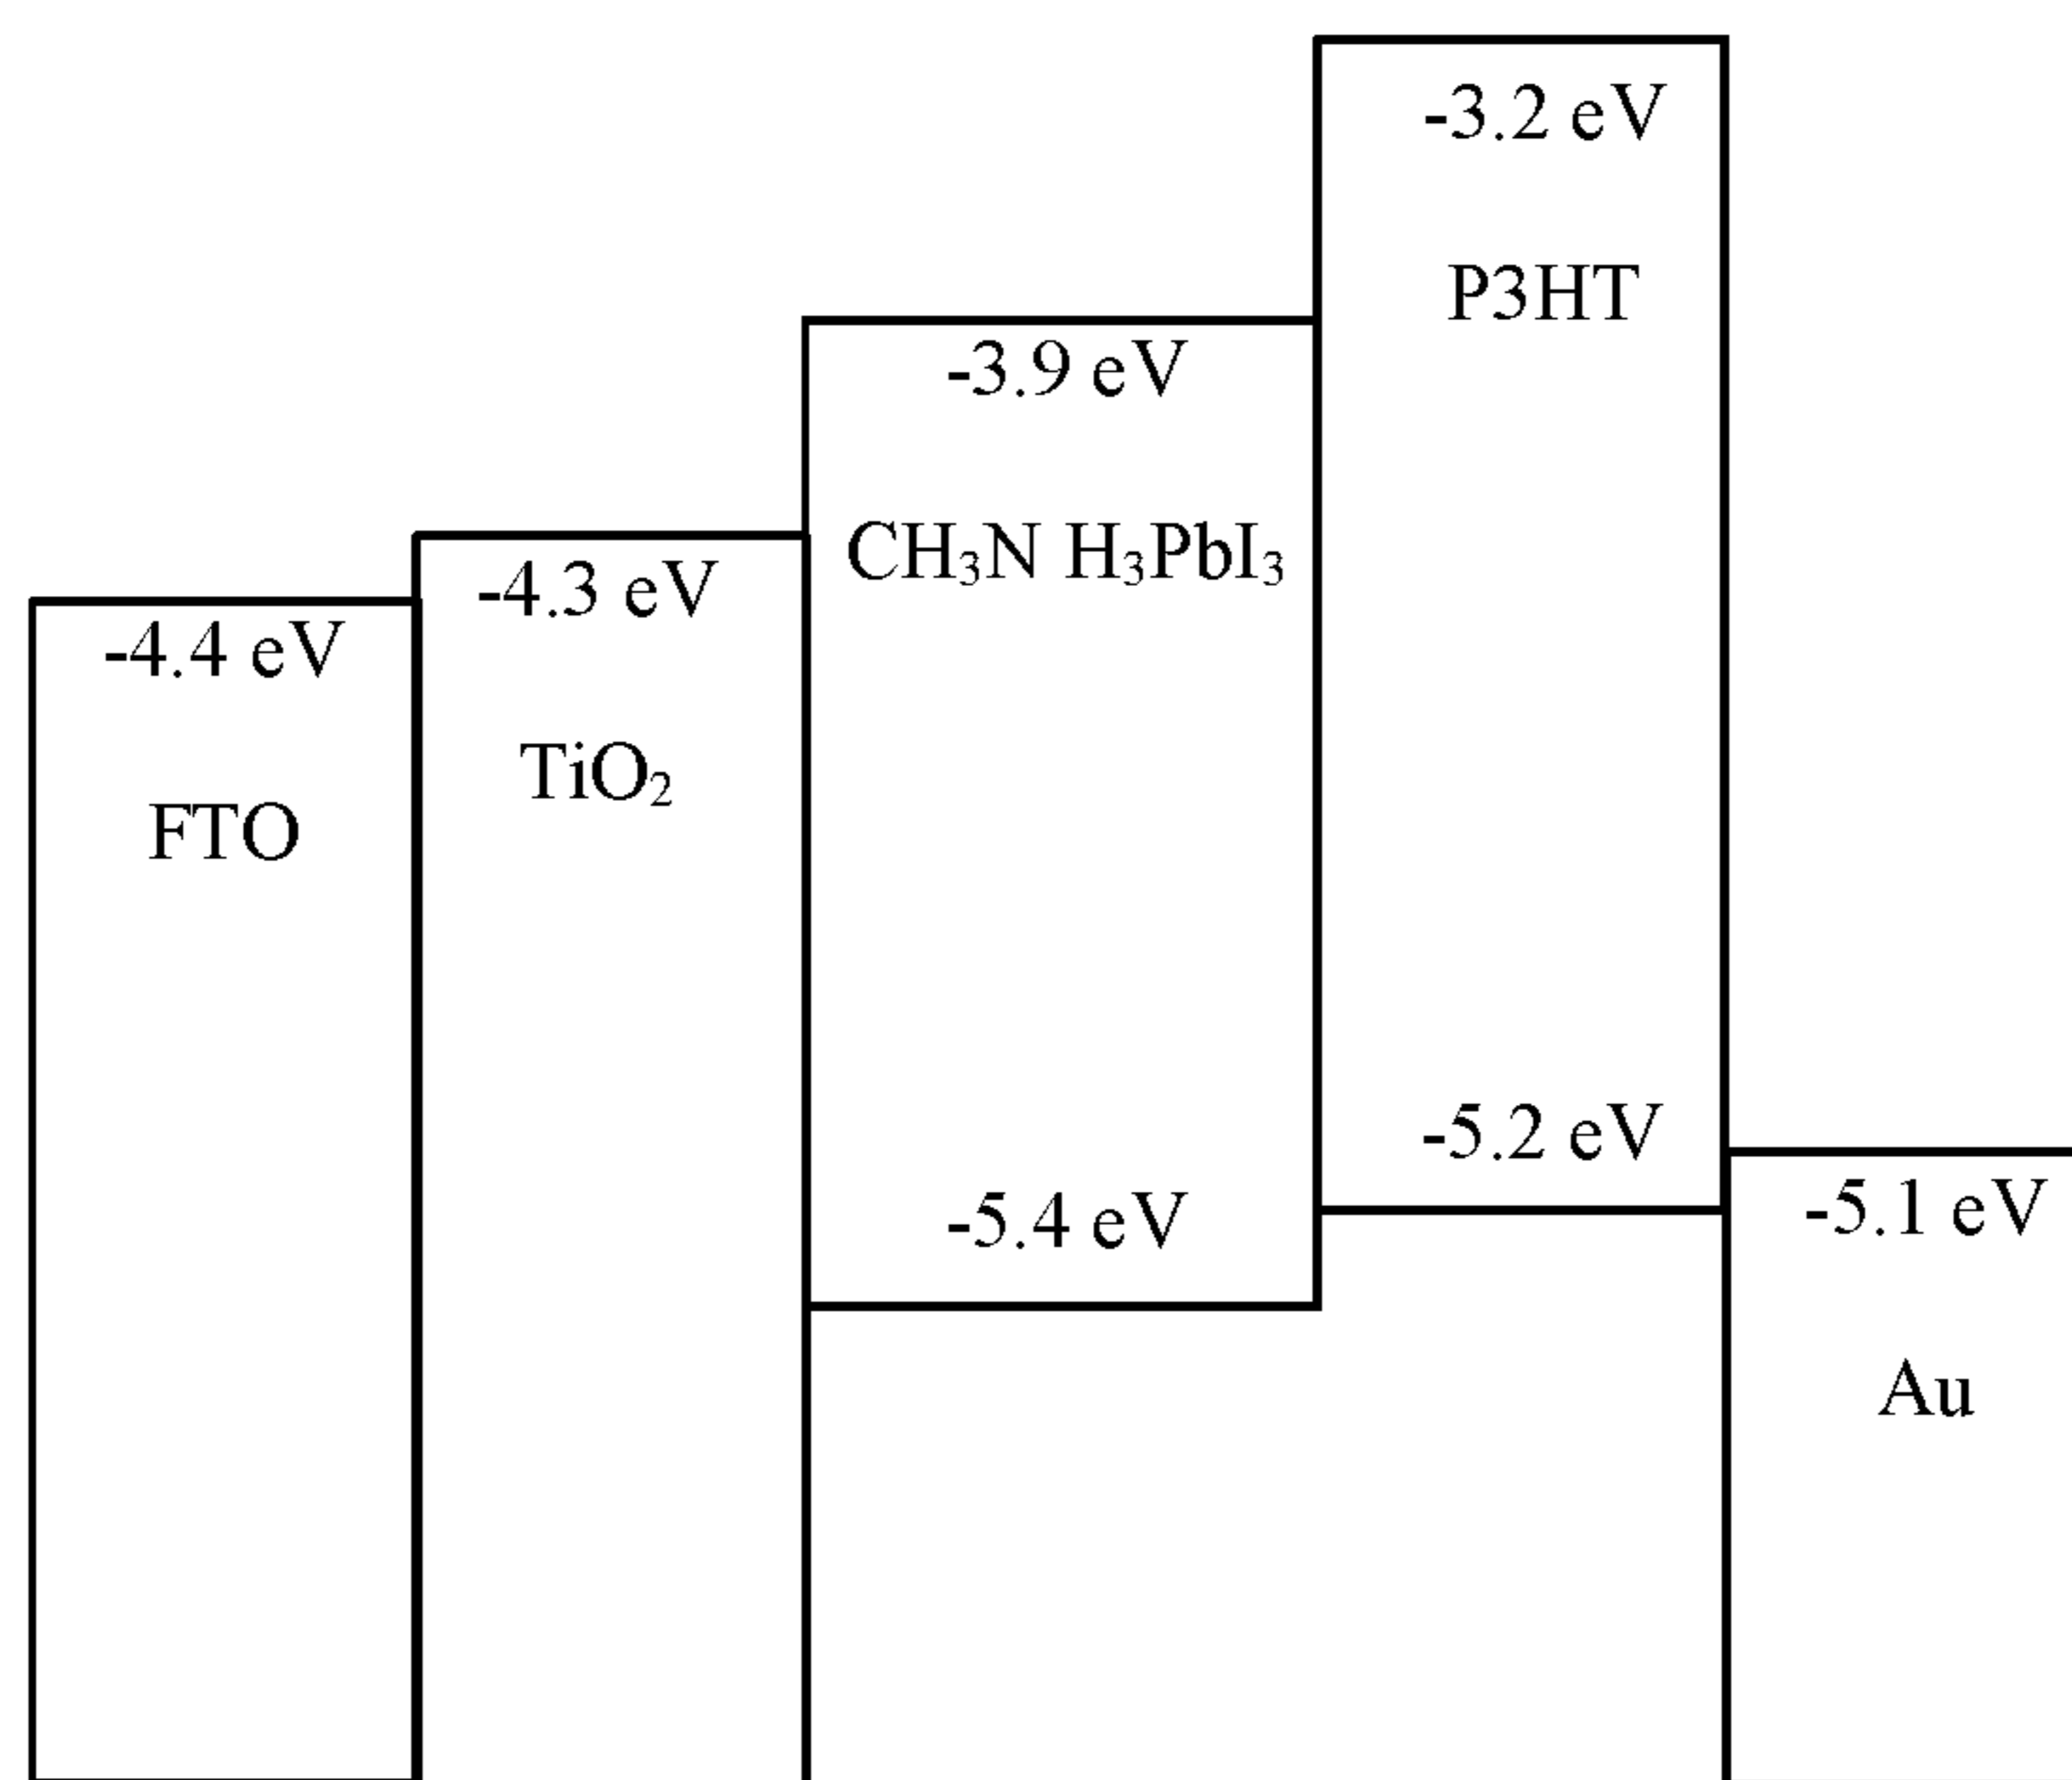 -4.4 eV
FTO
-4.3 eV
TiO₂
-3.9 eV
CH₃N H₃PbI₃
-5.4 eV
-3.2 eV
P3HT
-5.2 eV
-5.1 eV
Au